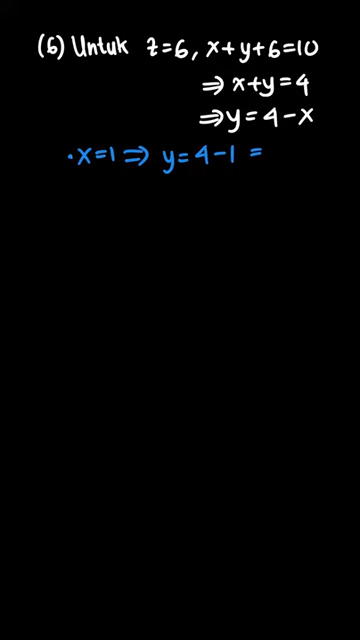 (6) Untuk z=6, x+y+6=10
⇒ x+y=4
⇒ y=4-x
• x=1 ⇒ y=4-1 =